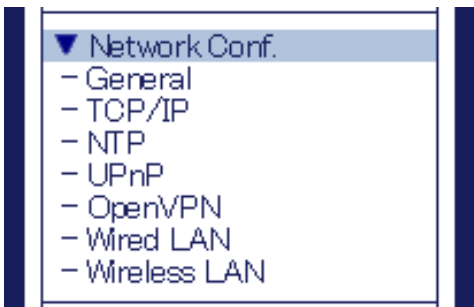 ▼ Network Conf.
- General
- TCP/IP
- NTP
- UPnP
- OpenVPN
- Wired LAN
- Wireless LAN